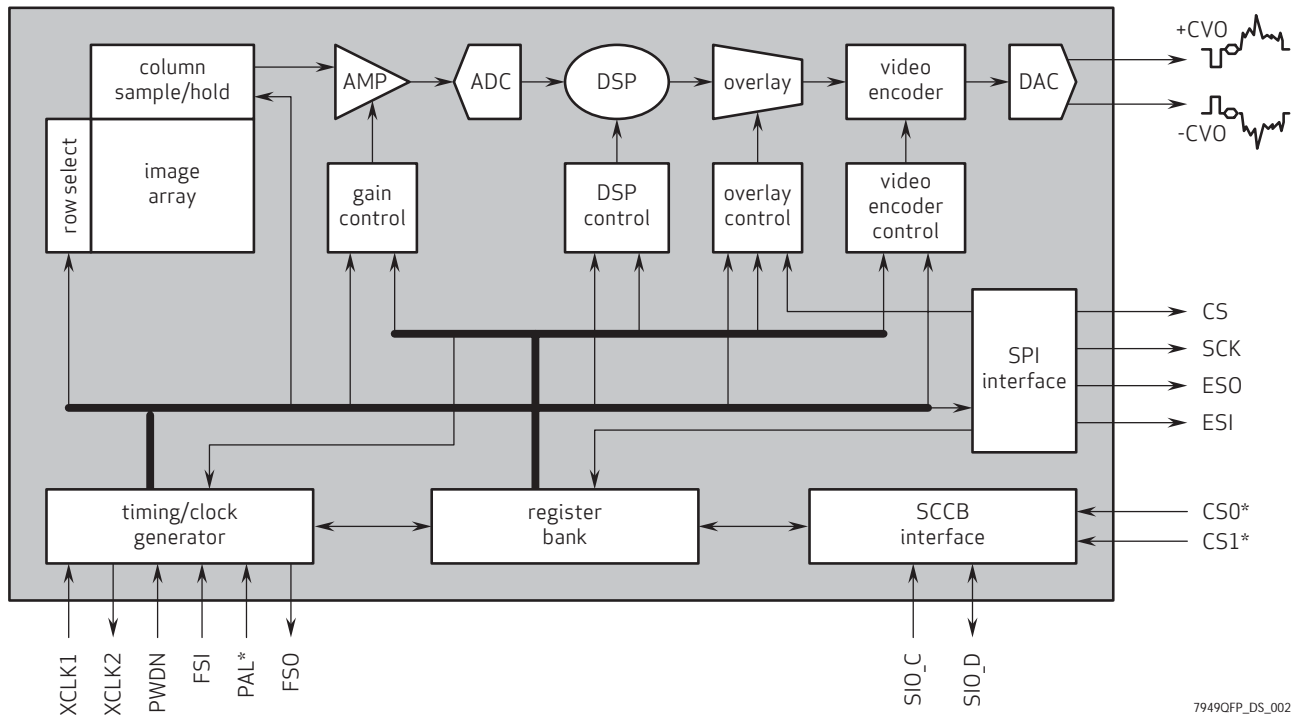 +CVO
column
sample/hold
AMP
ADC
DSP
overlay
video
encoder
DAC
-CVO
row select
image
array
gain
control
DSP
control
overlay
control
video
encoder
control
SPI
interface
CS
SCK
ESO
ESI
timing/clock
generator
register
bank
SCCB
interface
CS0*
CS1*
XCLK1
XCLK2
PWDN
FSI
PAL*
FSO
SIO_C
SIO_D
7949QFP_DS_002